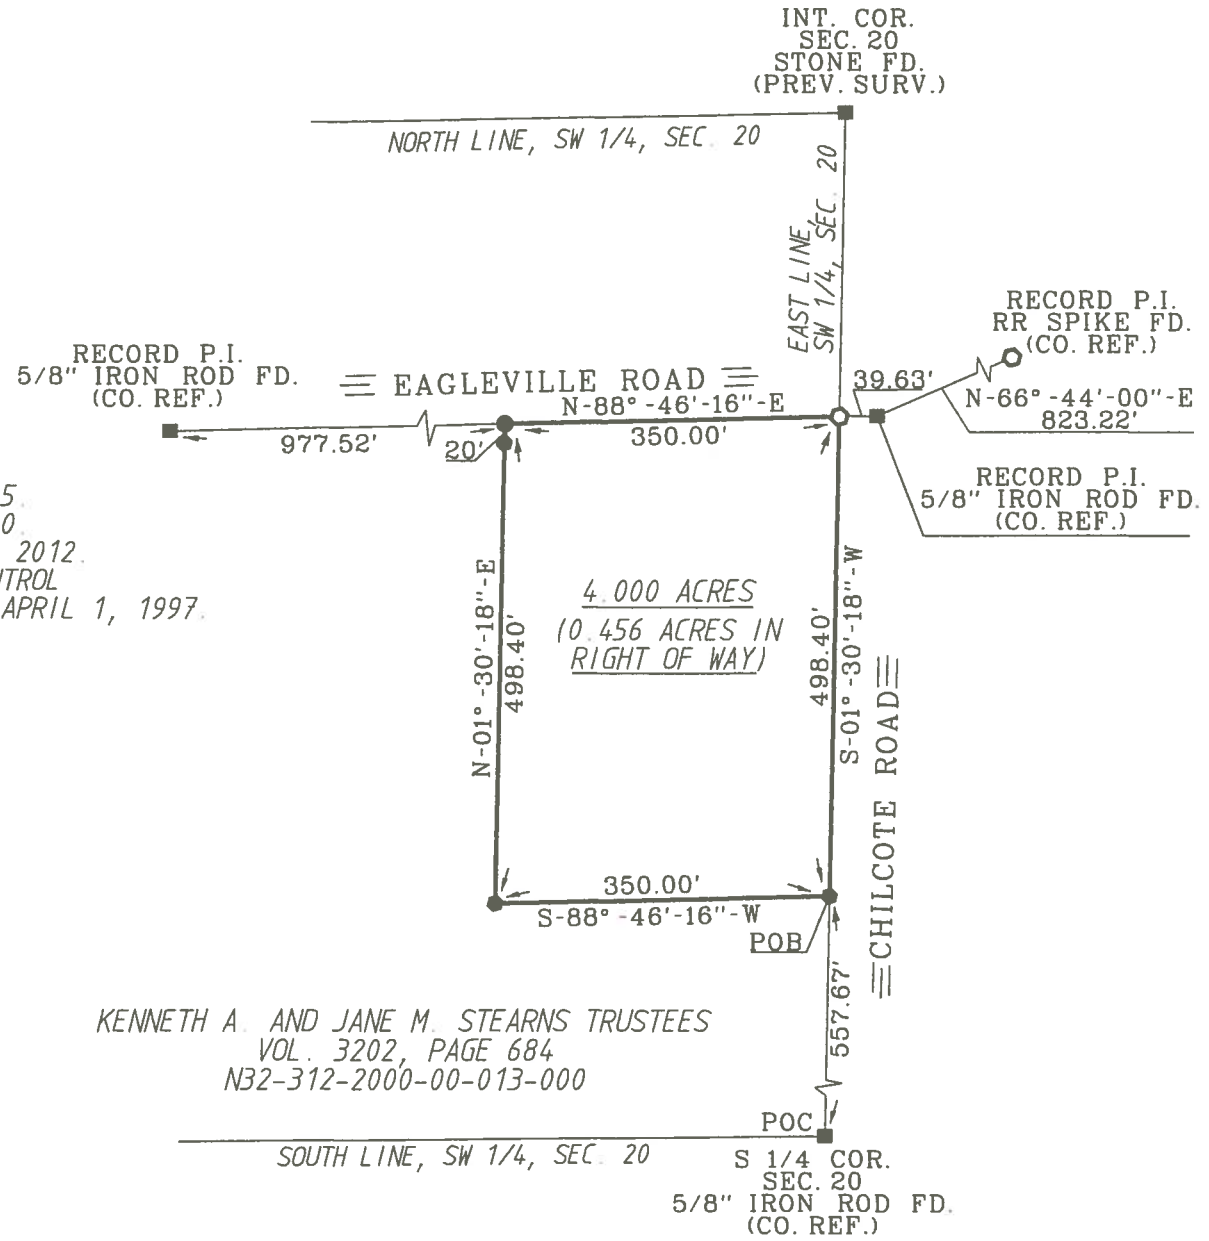 INT. COR.
SEC. 20
STONE FD.
(PREV. SURV.)
NORTH LINE, SW 1/4, SEC. 20
EAST LINE,
SW 1/4, SEC. 20
RECORD P.I.
RR SPIKE FD.
(CO. REF.)
RECORD P.I.
5/8" IRON ROD FD.
(CO. REF.)
EAGLEVILLE ROAD
39.63'
N-88°-46'-16"-E
N-66°-44'-00"-E
823.22'
977.52'
20'
350.00'
RECORD P.I.
5/8" IRON ROD FD.
(CO. REF.)
5.
0.
2012.
TROL
APRIL 1, 1997.
N-01°-30'-18"-E
498.40'
4.000 ACRES
(0.456 ACRES IN
RIGHT OF WAY)
498.40'
S-01°-30'-18"-W
CHILCOTE ROAD
350.00'
S-88°-46'-16"-W
POB
557.67'
KENNETH A. AND JANE M. STEARNS TRUSTEES
VOL. 3202, PAGE 684
N32-312-2000-00-013-000
POC
SOUTH LINE, SW 1/4, SEC. 20
S 1/4 COR.
SEC. 20
5/8" IRON ROD FD.
(CO. REF.)